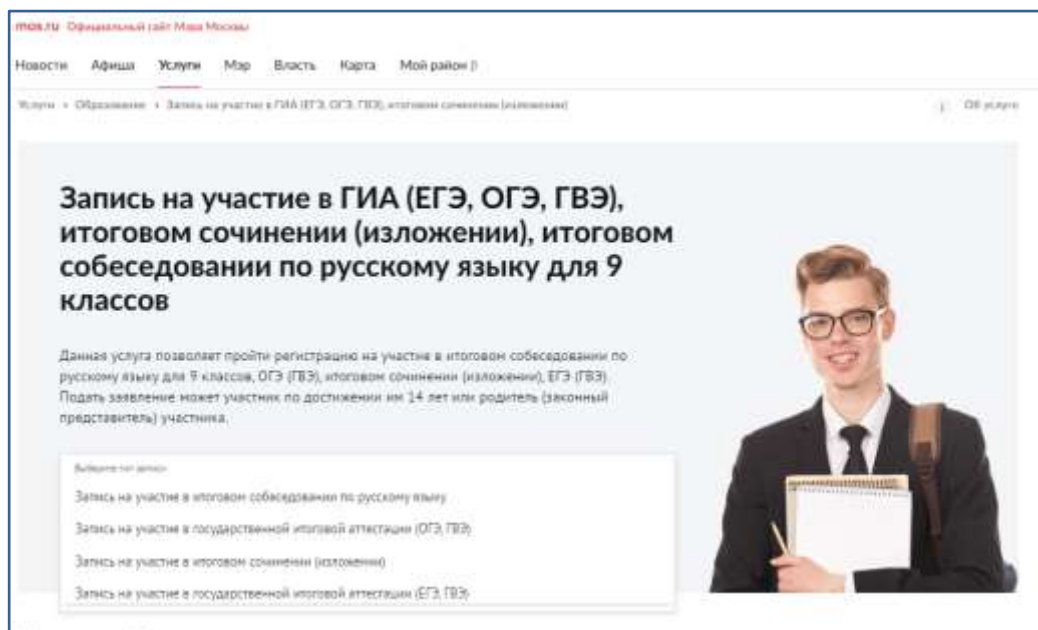 mos.ru Официальный сайт Мэра Москвы
Новости Афиша Услуги Мэр Власть Карта Мой район β
Услуги › Образование › Запись на участие в ГИА (ЕГЭ, ОГЭ, ГВЭ), итоговом сочинении (изложении) i Об услуге
Запись на участие в ГИА (ЕГЭ, ОГЭ, ГВЭ),
итоговом сочинении (изложении), итоговом
собеседовании по русскому языку для 9
классов
Данная услуга позволяет пройти регистрацию на участие в итоговом собеседовании по
русскому языку для 9 классов, ОГЭ (ГВЭ), итоговом сочинении (изложении), ЕГЭ (ГВЭ).
Подать заявление может участник по достижении им 14 лет или родитель (законный
представитель) участника.
Выберите тип записи
Запись на участие в итоговом собеседовании по русскому языку
Запись на участие в государственной итоговой аттестации (ОГЭ, ГВЭ)
Запись на участие в итоговом сочинении (изложении)
Запись на участие в государственной итоговой аттестации (ЕГЭ, ГВЭ)